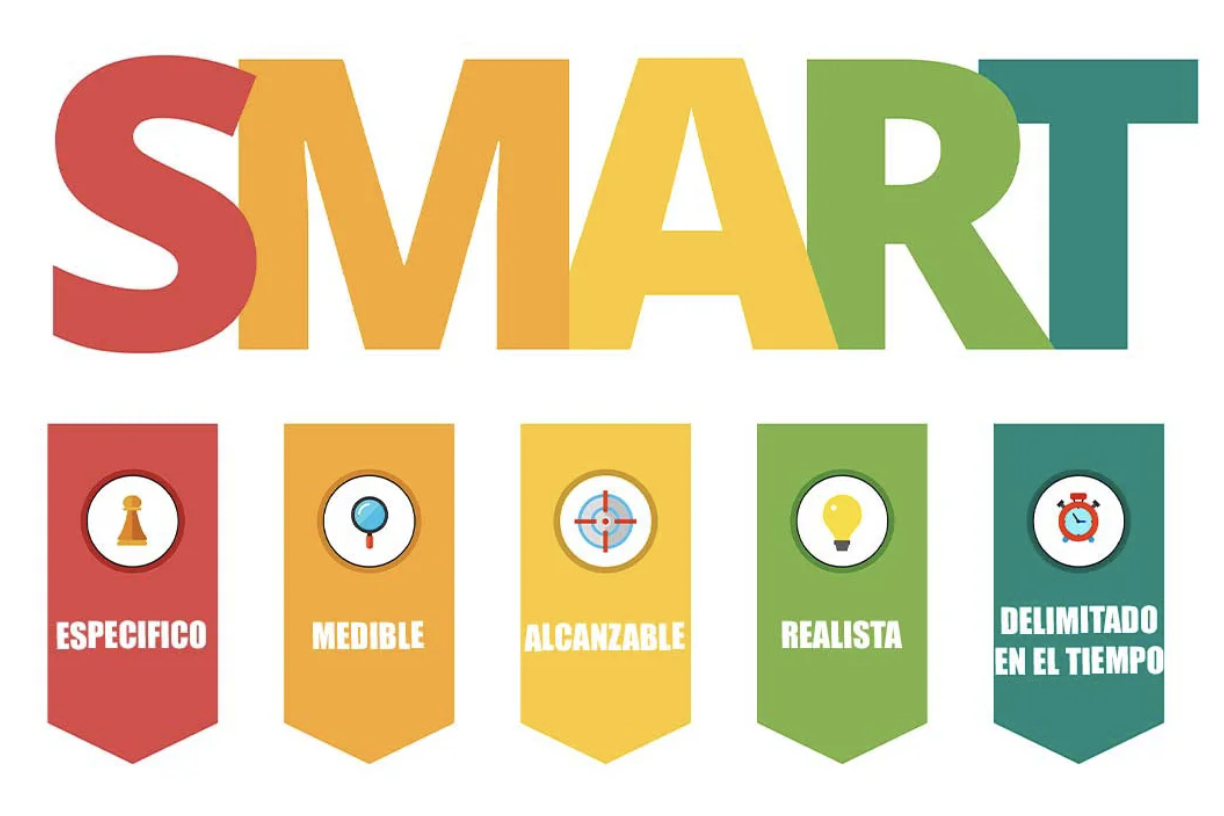 SMART
ESPECIFICO
MEDIBLE
ALCANZABLE
REALISTA
DELIMITADO
EN EL TIEMPO